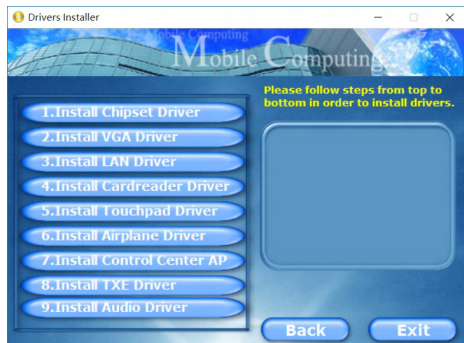 Drivers Installer
Mobile Computing
Mobile Computing
Please follow steps from top to
bottom in order to install drivers.
1.Install Chipset Driver
2.Install VGA Driver
3.Install LAN Driver
4.Install Cardreader Driver
5.Install Touchpad Driver
6.Install Airplane Driver
7.Install Control Center AP
8.Install TXE Driver
9.Install Audio Driver
Back
Exit